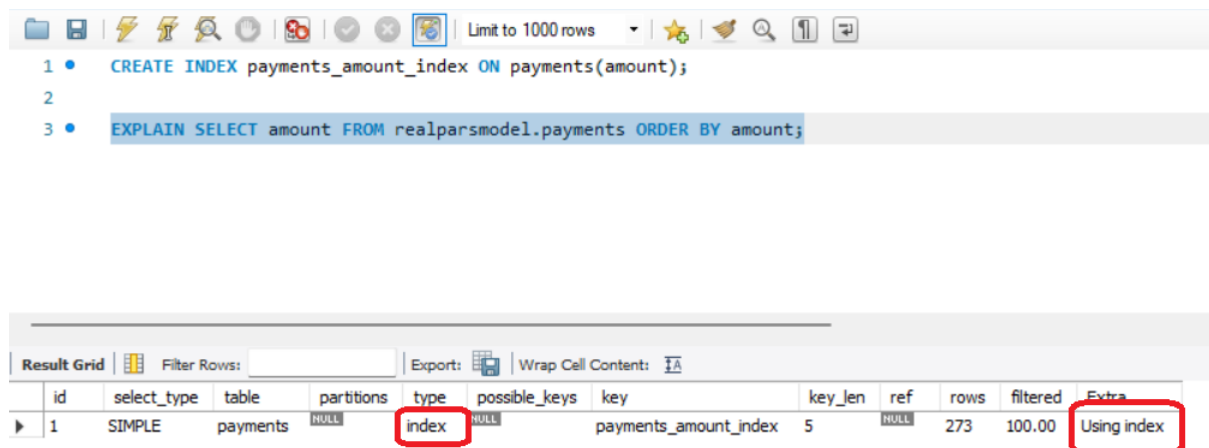 Limit to 1000 rows
1 CREATE INDEX payments_amount_index ON payments(amount);
2
3 EXPLAIN SELECT amount FROM realparsmodel.payments ORDER BY amount;
Result Grid Filter Rows: Export: Wrap Cell Content: IA
id select_type table partitions type possible_keys key key_len ref rows filtered Extra
1 SIMPLE payments NULL index NULL payments_amount_index 5 NULL 273 100.00 Using index